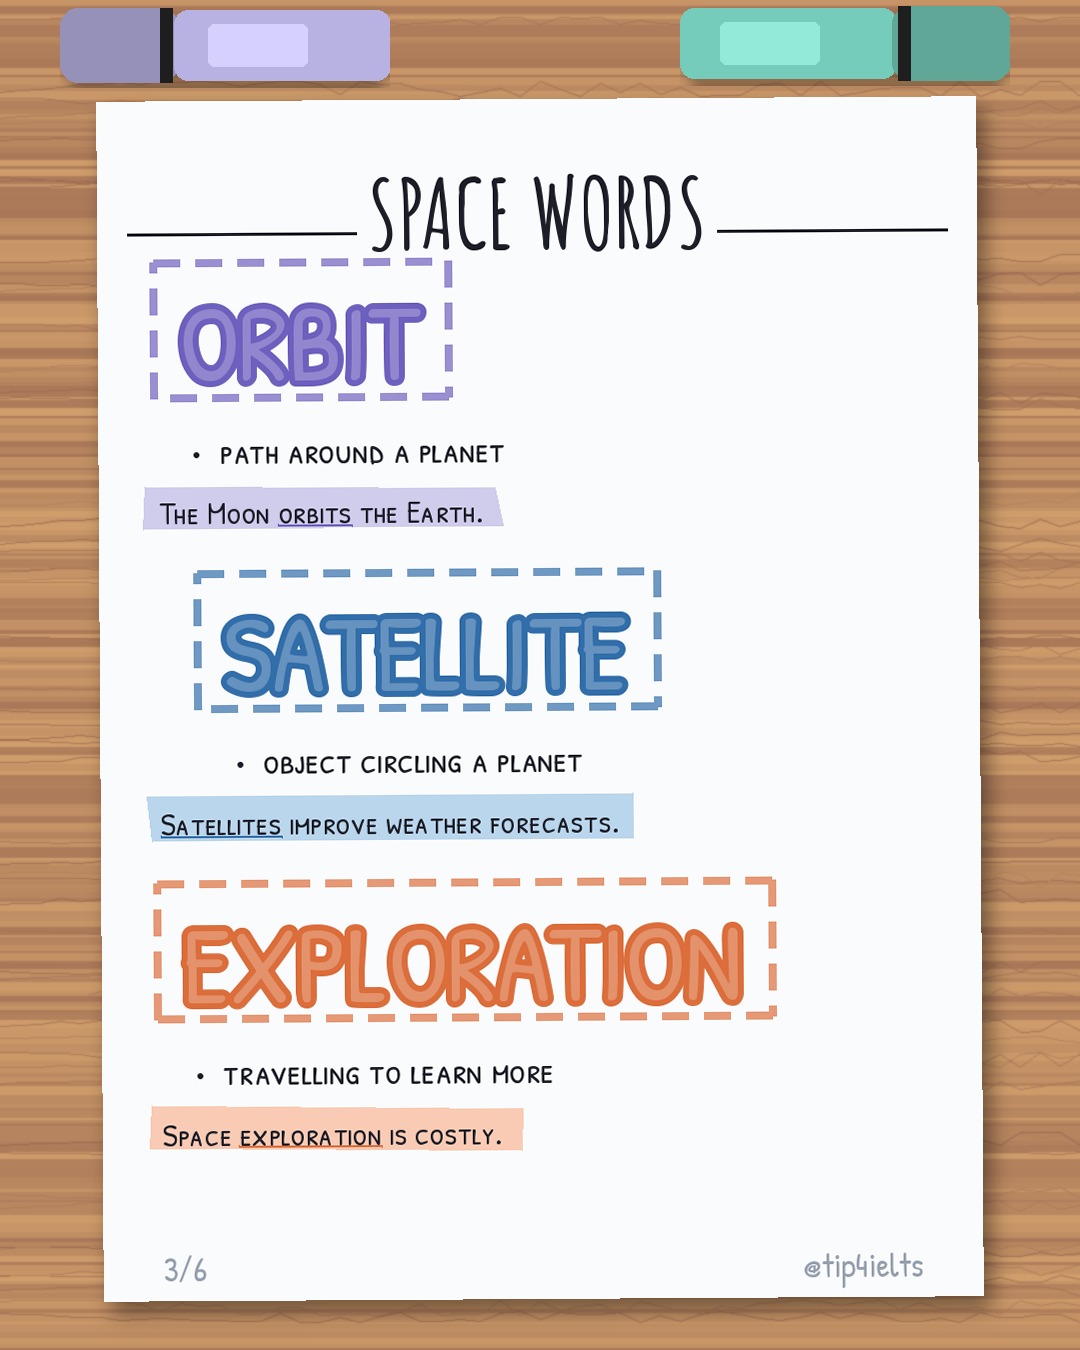 SPACE WORDS
ORBIT
• PATH AROUND A PLANET
The Moon orbits the Earth.
SATELLITE
• OBJECT CIRCLING A PLANET
Satellites improve weather forecasts.
EXPLORATION
• TRAVELLING TO LEARN MORE
Space exploration is costly.
3/6
@tip4ielts